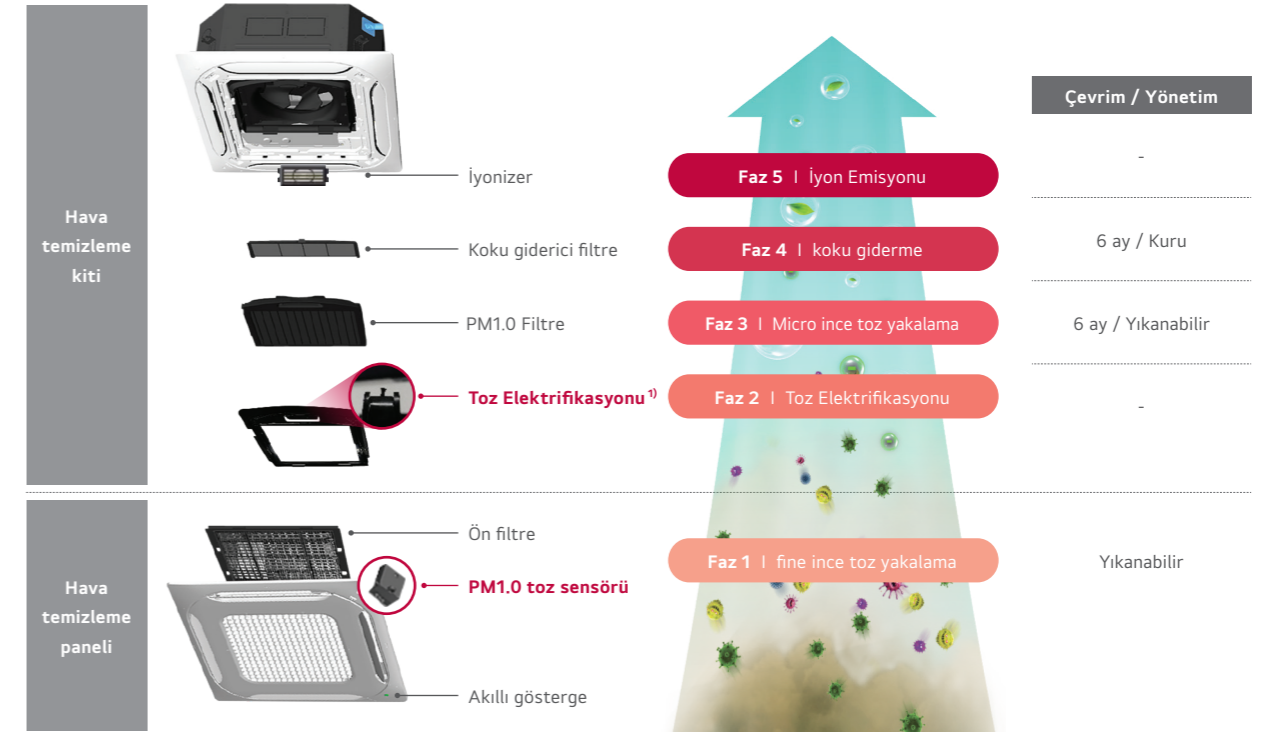 Çevrim / Yönetim
Hava
temizleme
kiti
İyonizer
Faz 5 I İyon Emisyonu
-
Koku giderici filtre
Faz 4 I koku giderme
6 ay / Kuru
PM1.0 Filtre
Faz 3 I Micro ince toz yakalama
6 ay / Yıkanabilir
Toz Elektrifikasyonu 1)
Faz 2 I Toz Elektrifikasyonu
-
Hava
temizleme
paneli
Ön filtre
PM1.0 toz sensörü
Akıllı gösterge
Faz 1 I fine ince toz yakalama
Yıkanabilir